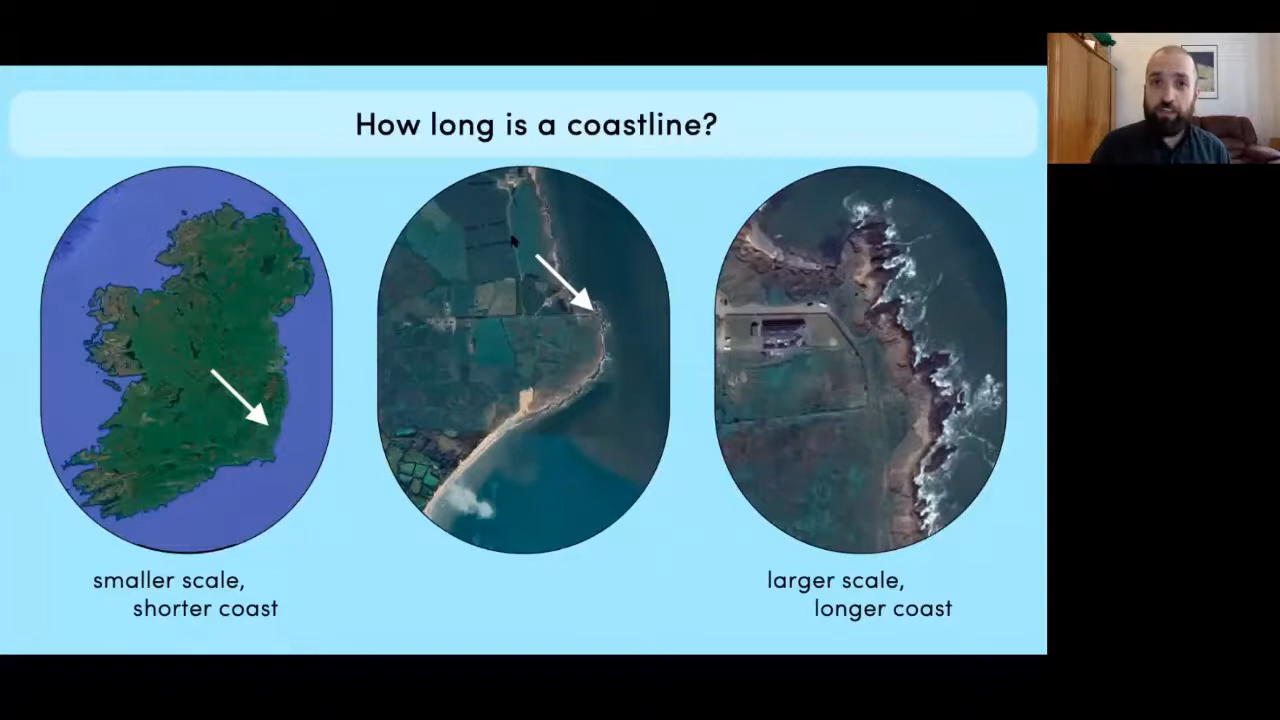 How long is a coastline?
smaller scale,
shorter coast
larger scale,
longer coast